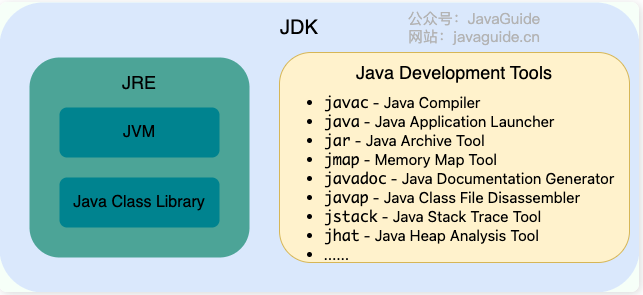 JDK
公众号：JavaGuide
网站：javaguide.cn
JRE
JVM
Java Class Library
Java Development Tools
• javac - Java Compiler
• java - Java Application Launcher
• jar - Java Archive Tool
• jmap - Memory Map Tool
• javadoc - Java Documentation Generator
• javap - Java Class File Disassembler
• jstack - Java Stack Trace Tool
• jhat - Java Heap Analysis Tool
• ......